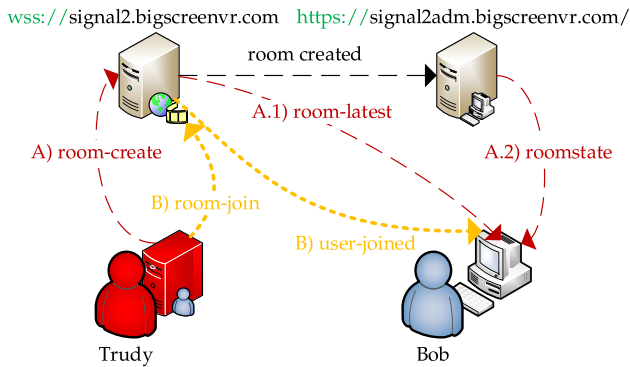 wss://signal2.bigscreenvr.com
https://signal2adm.bigscreenvr.com/
room created
A.1) room-latest
A) room-create
A.2) roomstate
B) room-join
B) user-joined
Trudy
Bob